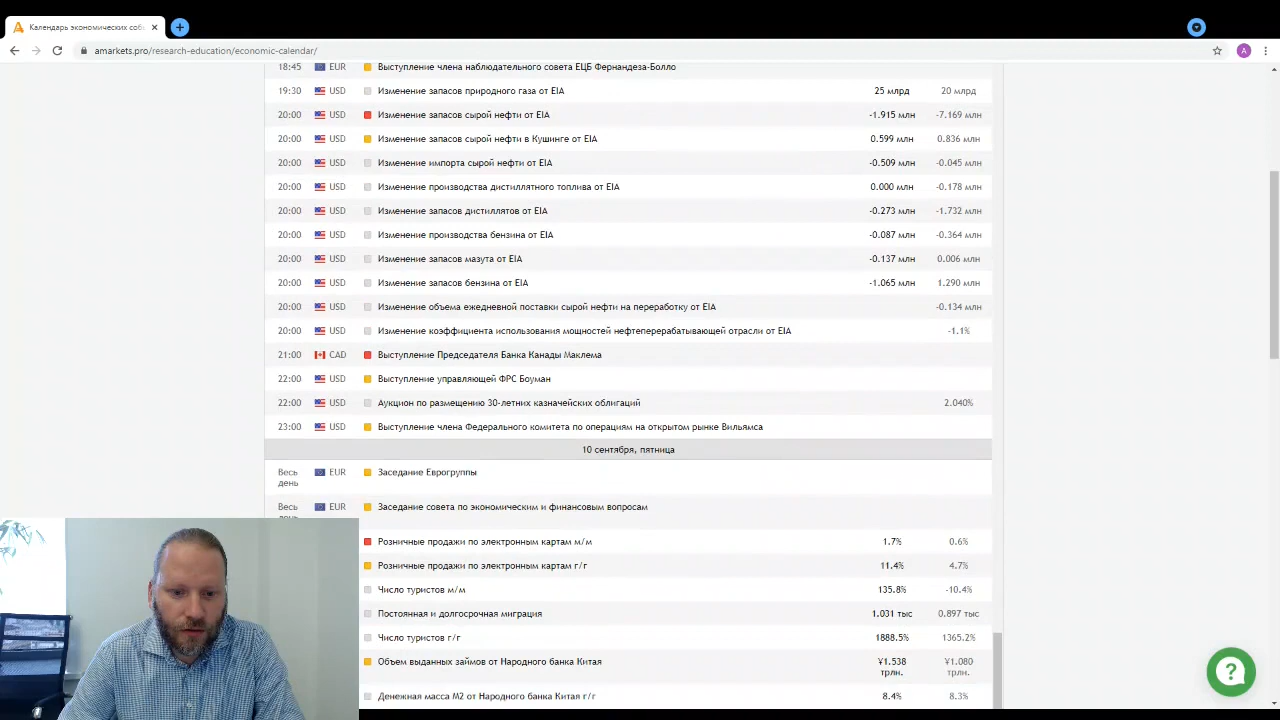 Календарь экономических собы
amarkets.pro/research-education/economic-calendar/
A
18:45 EUR Выступление члена наблюдательного совета ЕЦБ Фернандеза-Болло
19:30 USD Изменение запасов природного газа от EIA 25 млрд 20 млрд
20:00 USD Изменение запасов сырой нефти от EIA -1.915 млн -7.169 млн
20:00 USD Изменение запасов сырой нефти в Кушинге от EIA 0.599 млн 0.836 млн
20:00 USD Изменение импорта сырой нефти от EIA -0.509 млн -0.045 млн
20:00 USD Изменение производства дистиллятного топлива от EIA 0.000 млн -0.178 млн
20:00 USD Изменение запасов дистиллятов от EIA -0.273 млн -1.732 млн
20:00 USD Изменение производства бензина от EIA -0.087 млн -0.364 млн
20:00 USD Изменение запасов мазута от EIA -0.137 млн 0.006 млн
20:00 USD Изменение запасов бензина от EIA -1.065 млн 1.290 млн
20:00 USD Изменение объема ежедневной поставки сырой нефти на переработку от EIA -0.134 млн
20:00 USD Изменение коэффициента использования мощностей нефтеперерабатывающей отрасли от EIA -1.1%
21:00 CAD Выступление Председателя Банка Канады Маклема
22:00 USD Выступление управляющей ФРС Боуман
22:00 USD Аукцион по размещению 30-летних казначейских облигаций 2.040%
23:00 USD Выступление члена Федерального комитета по операциям на открытом рынке Вильямса
10 сентября, пятница
Весь день EUR Заседание Еврогруппы
Весь EUR Заседание совета по экономическим и финансовым вопросам
Розничные продажи по электронным картам м/м 1.7% 0.6%
Розничные продажи по электронным картам г/г 11.4% 4.7%
Число туристов м/м 135.8% -10.4%
Постоянная и долгосрочная миграция 1.031 тыс 0.897 тыс
Число туристов г/г 1888.5% 1365.2%
Объем выданных займов от Народного банка Китая ¥1.538 трлн. ¥1.080 трлн.
Денежная масса М2 от Народного банка Китая г/г 8.4% 8.3%